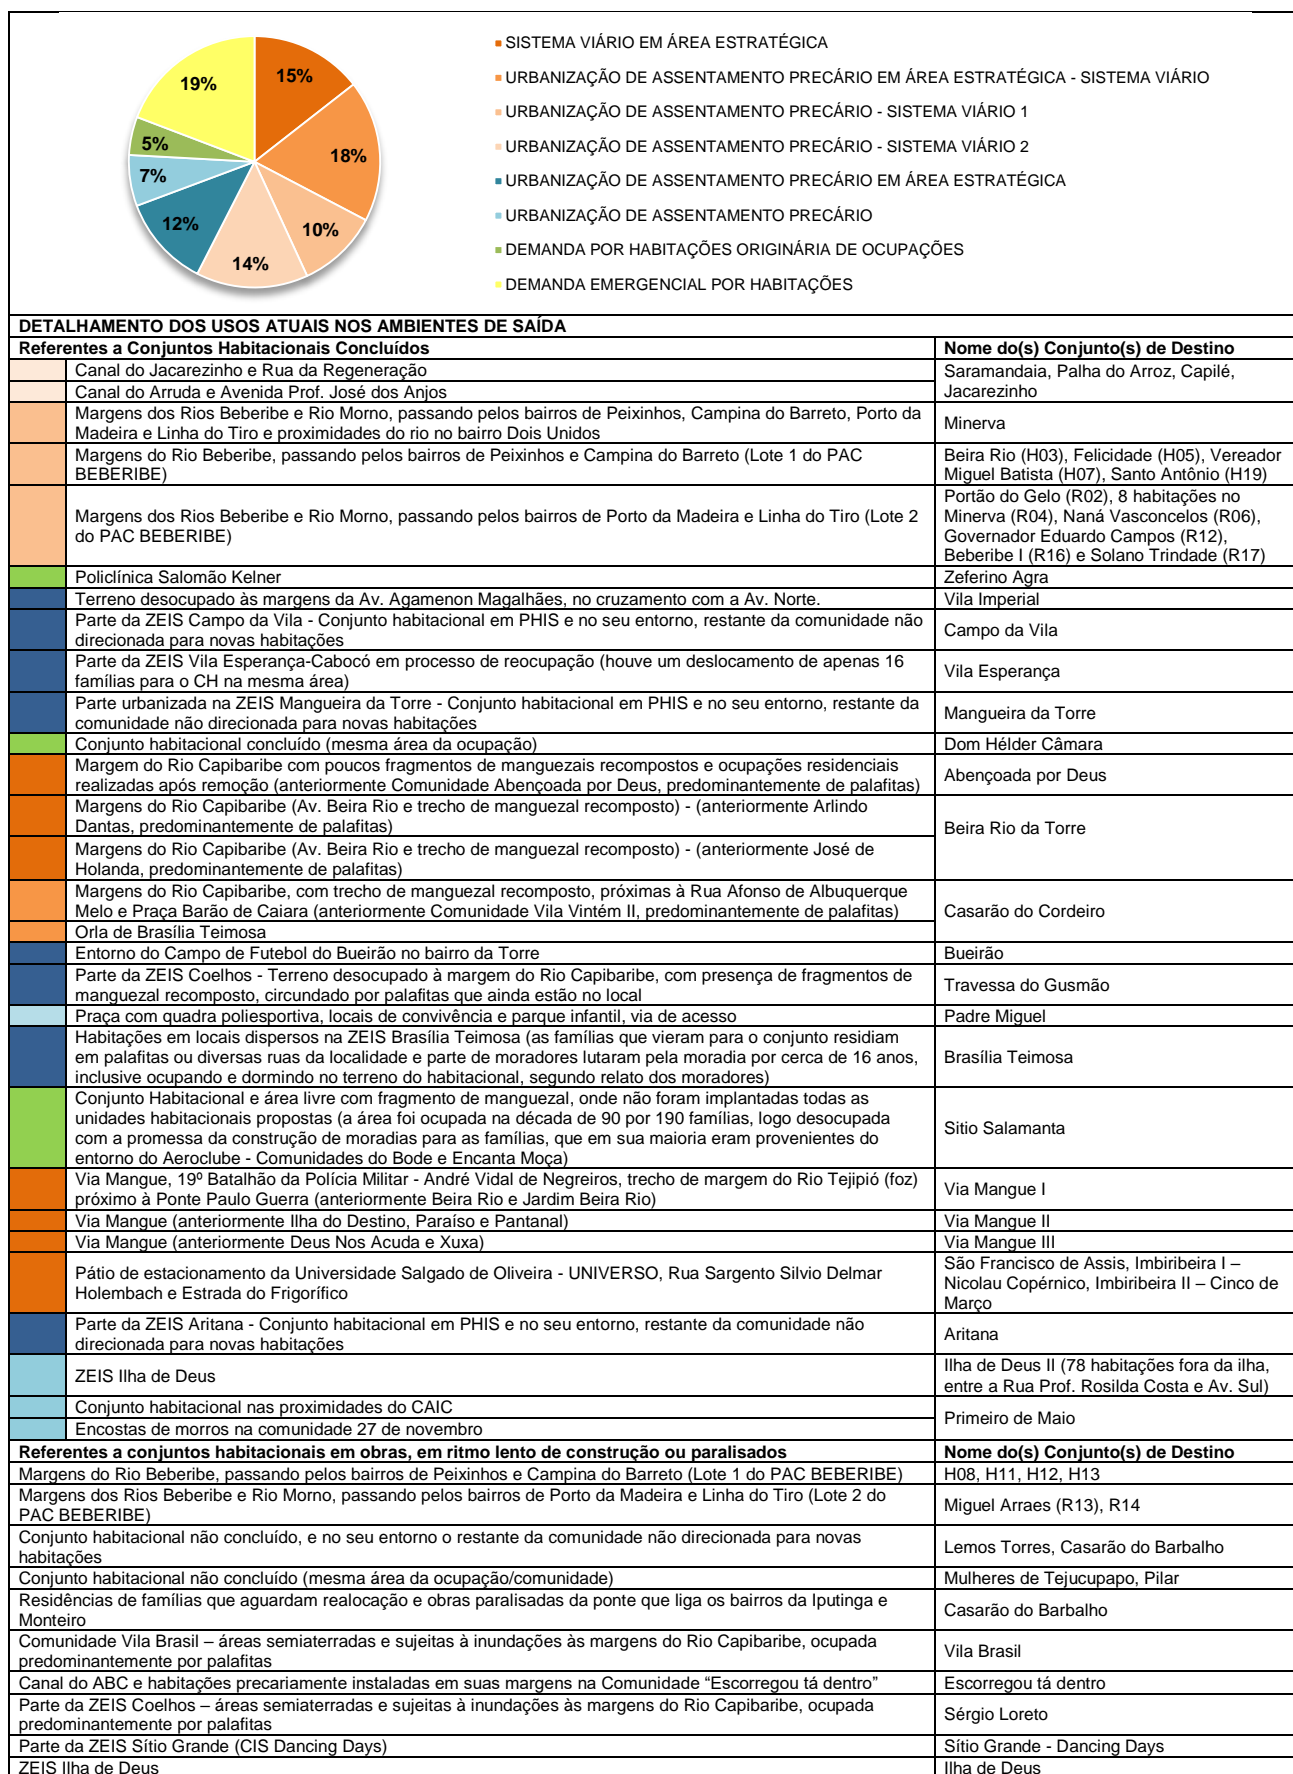 15%
18%
10%
14%
12%
7%
5%
19%
SISTEMA VIÁRIO EM ÁREA ESTRATÉGICA
URBANIZAÇÃO DE ASSENTAMENTO PRECÁRIO EM ÁREA ESTRATÉGICA - SISTEMA VIÁRIO
URBANIZAÇÃO DE ASSENTAMENTO PRECÁRIO - SISTEMA VIÁRIO 1
URBANIZAÇÃO DE ASSENTAMENTO PRECÁRIO - SISTEMA VIÁRIO 2
URBANIZAÇÃO DE ASSENTAMENTO PRECÁRIO EM ÁREA ESTRATÉGICA
URBANIZAÇÃO DE ASSENTAMENTO PRECÁRIO
DEMANDA POR HABITAÇÕES ORIGINÁRIA DE OCUPAÇÕES
DEMANDA EMERGENCIAL POR HABITAÇÕES
DETALHAMENTO DOS USOS ATUAIS NOS AMBIENTES DE SAÍDA
Referentes a Conjuntos Habitacionais Concluídos
Nome do(s) Conjunto(s) de Destino
Canal do Jacarezinho e Rua da Regeneração
Canal do Arruda e Avenida Prof. José dos Anjos
Saramandaia, Palha do Arroz, Capilé,
Jacarezinho
Margens dos Rios Beberibe e Rio Morno, passando pelos bairros de Peixinhos, Campina do Barreto, Porto da
Madeira e Linha do Tiro e proximidades do rio no bairro Dois Unidos
Minerva
Margens do Rio Beberibe, passando pelos bairros de Peixinhos e Campina do Barreto (Lote 1 do PAC
BEBERIBE)
Beira Rio (H03), Felicidade (H05), Vereador
Miguel Batista (H07), Santo Antônio (H19)
Margens dos Rios Beberibe e Rio Morno, passando pelos bairros de Porto da Madeira e Linha do Tiro (Lote 2
do PAC BEBERIBE)
Portão do Gelo (R02), 8 habitações no
Minerva (R04), Naná Vasconcelos (R06),
Governador Eduardo Campos (R12),
Beberibe I (R16) e Solano Trindade (R17)
Policlínica Salomão Kelner
Zeferino Agra
Terreno desocupado às margens da Av. Agamenon Magalhães, no cruzamento com a Av. Norte.
Vila Imperial
Parte da ZEIS Campo da Vila - Conjunto habitacional em PHIS e no seu entorno, restante da comunidade não
direcionada para novas habitações
Campo da Vila
Parte da ZEIS Vila Esperança-Cabocó em processo de reocupação (houve um deslocamento de apenas 16
famílias para o CH na mesma área)
Vila Esperança
Parte urbanizada na ZEIS Mangueira da Torre - Conjunto habitacional em PHIS e no seu entorno, restante da
comunidade não direcionada para novas habitações
Mangueira da Torre
Conjunto habitacional concluído (mesma área da ocupação)
Dom Hélder Câmara
Margem do Rio Capibaribe com poucos fragmentos de manguezais recompostos e ocupações residenciais
realizadas após remoção (anteriormente Comunidade Abençoada por Deus, predominantemente de palafitas)
Abençoada por Deus
Margens do Rio Capibaribe (Av. Beira Rio e trecho de manguezal recomposto) - (anteriormente Arlindo
Dantas, predominantemente de palafitas)
Margens do Rio Capibaribe (Av. Beira Rio e trecho de manguezal recomposto) - (anteriormente José de
Holanda, predominantemente de palafitas)
Beira Rio da Torre
Margens do Rio Capibaribe, com trecho de manguezal recomposto, próximas à Rua Afonso de Albuquerque
Melo e Praça Barão de Caiara (anteriormente Comunidade Vila Vintém II, predominantemente de palafitas)
Orla de Brasília Teimosa
Casarão do Cordeiro
Entorno do Campo de Futebol do Bueirão no bairro da Torre
Bueirão
Parte da ZEIS Coelhos - Terreno desocupado à margem do Rio Capibaribe, com presença de fragmentos de
manguezal recomposto, circundado por palafitas que ainda estão no local
Travessa do Gusmão
Praça com quadra poliesportiva, locais de convivência e parque infantil, via de acesso
Padre Miguel
Habitações em locais dispersos na ZEIS Brasília Teimosa (as famílias que vieram para o conjunto residiam
em palafitas ou diversas ruas da localidade e parte de moradores lutaram pela moradia por cerca de 16 anos,
inclusive ocupando e dormindo no terreno do habitacional, segundo relato dos moradores)
Brasília Teimosa
Conjunto Habitacional e área livre com fragmento de manguezal, onde não foram implantadas todas as
unidades habitacionais propostas (a área foi ocupada na década de 90 por 190 famílias, logo desocupada
com a promessa da construção de moradias para as famílias, que em sua maioria eram provenientes do
entorno do Aeroclube - Comunidades do Bode e Encanta Moça)
Sitio Salamanta
Via Mangue, 19º Batalhão da Polícia Militar - André Vidal de Negreiros, trecho de margem do Rio Tejipió (foz)
próximo à Ponte Paulo Guerra (anteriormente Beira Rio e Jardim Beira Rio)
Via Mangue I
Via Mangue (anteriormente Ilha do Destino, Paraíso e Pantanal)
Via Mangue II
Via Mangue (anteriormente Deus Nos Acuda e Xuxa)
Via Mangue III
Pátio de estacionamento da Universidade Salgado de Oliveira - UNIVERSO, Rua Sargento Silvio Delmar
Holembach e Estrada do Frigorífico
São Francisco de Assis, Imbiribeira I –
Nicolau Copérnico, Imbiribeira II – Cinco de
Março
Parte da ZEIS Aritana - Conjunto habitacional em PHIS e no seu entorno, restante da comunidade não
direcionada para novas habitações
Aritana
ZEIS Ilha de Deus
Ilha de Deus II (78 habitações fora da ilha,
entre a Rua Prof. Rosilda Costa e Av. Sul)
Conjunto habitacional nas proximidades do CAIC
Encostas de morros na comunidade 27 de novembro
Primeiro de Maio
Referentes a conjuntos habitacionais em obras, em ritmo lento de construção ou paralisados
Nome do(s) Conjunto(s) de Destino
Margens do Rio Beberibe, passando pelos bairros de Peixinhos e Campina do Barreto (Lote 1 do PAC BEBERIBE)
H08, H11, H12, H13
Margens dos Rios Beberibe e Rio Morno, passando pelos bairros de Porto da Madeira e Linha do Tiro (Lote 2 do
PAC BEBERIBE)
Miguel Arraes (R13), R14
Conjunto habitacional não concluído, e no seu entorno o restante da comunidade não direcionada para novas
habitações
Lemos Torres, Casarão do Barbalho
Conjunto habitacional não concluído (mesma área da ocupação/comunidade)
Mulheres de Tejucupapo, Pilar
Residências de famílias que aguardam realocação e obras paralisadas da ponte que liga os bairros da Iputinga e
Monteiro
Casarão do Barbalho
Comunidade Vila Brasil – áreas semiaterradas e sujeitas à inundações às margens do Rio Capibaribe, ocupada
predominantemente por palafitas
Vila Brasil
Canal do ABC e habitações precariamente instaladas em suas margens na Comunidade “Escorregou tá dentro”
Escorregou tá dentro
Parte da ZEIS Coelhos – áreas semiaterradas e sujeitas à inundações às margens do Rio Capibaribe, ocupada
predominantemente por palafitas
Sérgio Loreto
Parte da ZEIS Sítio Grande (CIS Dancing Days)
Sítio Grande - Dancing Days
ZEIS Ilha de Deus
Ilha de Deus